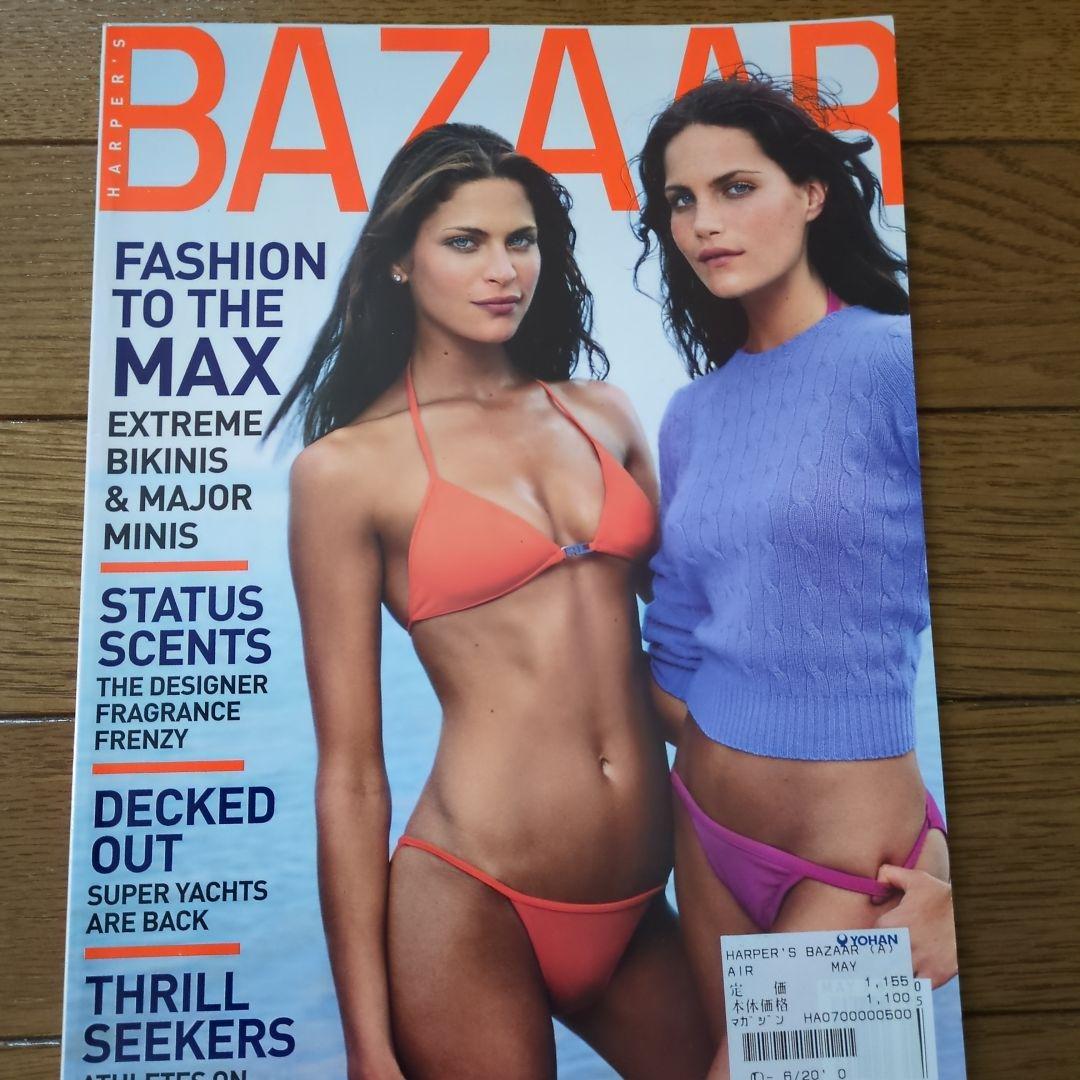 HARPER'S
BAZAAR
FASHION
TO THE
MAX
EXTREME
BIKINIS
& MAJOR
MINIS
STATUS
SCENTS
THE DESIGNER
FRAGRANCE
FRENZY
DECKED
OUT
SUPER YACHTS
ARE BACK
THRILL
SEEKERS
ATHLETES ON
YOHAN
HARPER'S BAZAAR (A)
AIR MAY
定 価 1,155
本体価格 1,100
マガジン HA0700000500